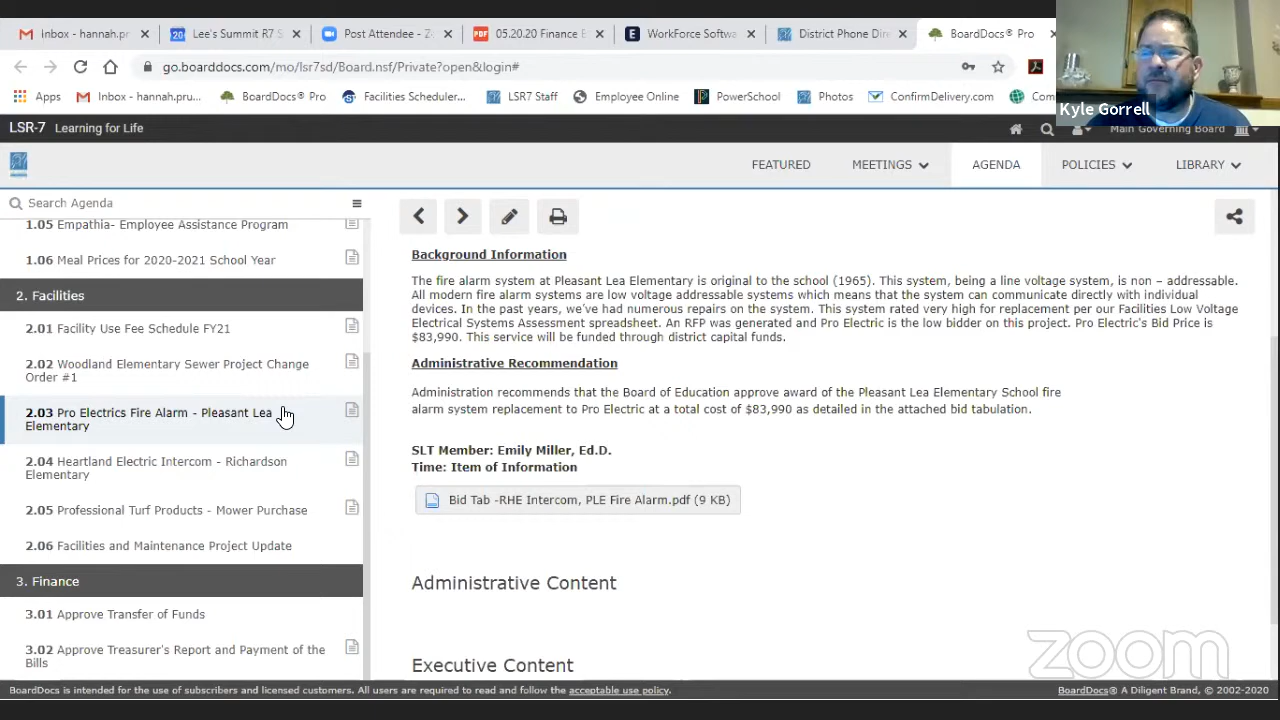 Inbox - hannah.pr
Lee's Summit R7 S
Post Attendee - Z
05.20.20 Finance
WorkForce Softwa
District Phone Dir
BoardDocs® Pro
go.boarddocs.com/mo/lsr7sd/Board.nsf/Private?open&login#
Apps
Inbox - hannah.pru...
BoardDocs® Pro
Facilities Scheduler...
LSR7 Staff
Employee Online
PowerSchool
Photos
ConfirmDelivery.com
Kyle Gorrell
LSR-7 Learning for Life
Main Governing Board
FEATURED
MEETINGS
AGENDA
POLICIES
LIBRARY
Search Agenda
1.05 Empathia- Employee Assistance Program
1.06 Meal Prices for 2020-2021 School Year
2. Facilities
2.01 Facility Use Fee Schedule FY21
2.02 Woodland Elementary Sewer Project Change
Order #1
2.03 Pro Electrics Fire Alarm - Pleasant Lea
Elementary
2.04 Heartland Electric Intercom - Richardson
Elementary
2.05 Professional Turf Products - Mower Purchase
2.06 Facilities and Maintenance Project Update
3. Finance
3.01 Approve Transfer of Funds
3.02 Approve Treasurer's Report and Payment of the
Bills
Background Information
The fire alarm system at Pleasant Lea Elementary is original to the school (1965). This system, being a line voltage system, is non – addressable.
All modern fire alarm systems are low voltage addressable systems which means that the system can communicate directly with individual
devices. In the past years, we've had numerous repairs on the system. This system rated very high for replacement per our Facilities Low Voltage
Electrical Systems Assessment spreadsheet. An RFP was generated and Pro Electric is the low bidder on this project. Pro Electric's Bid Price is
$83,990. This service will be funded through district capital funds.
Administrative Recommendation
Administration recommends that the Board of Education approve award of the Pleasant Lea Elementary School fire
alarm system replacement to Pro Electric at a total cost of $83,990 as detailed in the attached bid tabulation.
SLT Member: Emily Miller, Ed.D.
Time: Item of Information
Bid Tab -RHE Intercom, PLE Fire Alarm.pdf (9 KB)
Administrative Content
Executive Content
zoom
BoardDocs is intended for the use of subscribers and licensed customers. All users are required to read and follow the acceptable use policy.
BoardDocs® A Diligent Brand, © 2002-2020